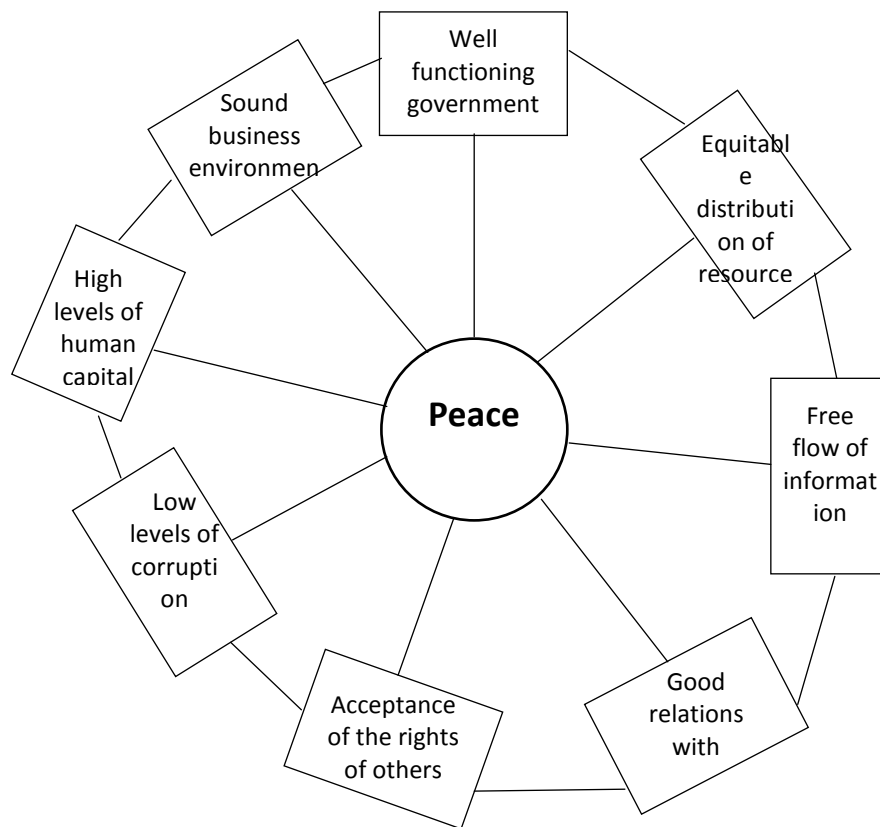 Well
functioning
government
Equitabl
e
distributi
on of
resource
Free
flow of
informat
ion
Good
relations
with
Acceptance
of the rights
of others
Low
levels of
corrupti
on
High
levels of
human
capital
Sound
business
environmen
Peace